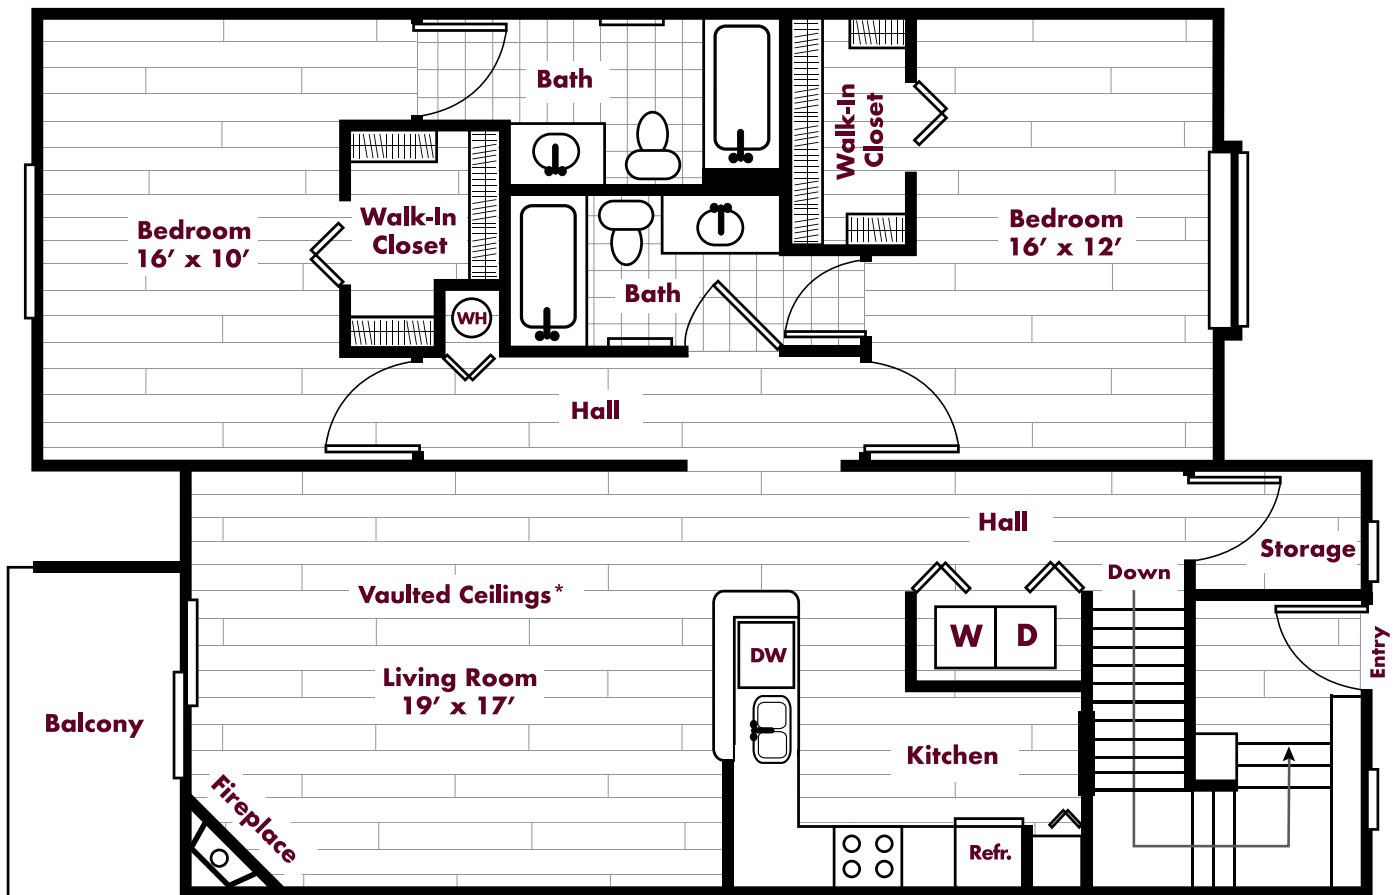 Bath
Walk-In
Closet
Bedroom
16’ x 10’
Walk-In
Closet
Bedroom
16’ x 12’
Bath
WH
Hall
Hall
Storage
Down
Vaulted Ceilings*
W
D
Entry
DW
Living Room
19’ x 17’
Balcony
Kitchen
Fireplace
Refr.